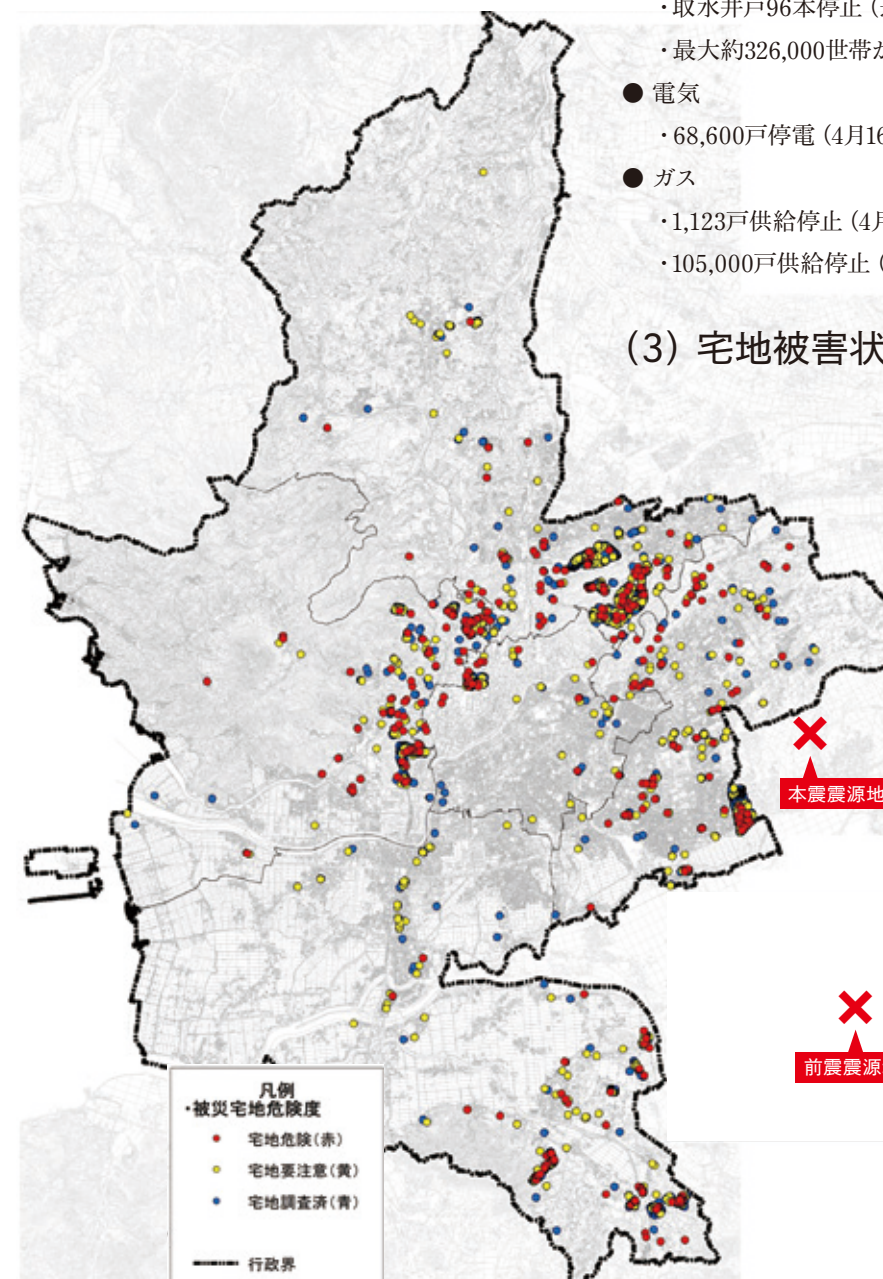 ・取水井戸96本停止（
・最大約326,000世帯が
● 電気
・68,600戸停電（4月16
● ガス
・1,123戸供給停止（4月
・105,000戸供給停止（
（3）宅地被害状
本震震源地
前震震源
凡例
・被災宅地危険度
宅地危険（赤）
宅地要注意（黄）
宅地調査済（青）
行政界